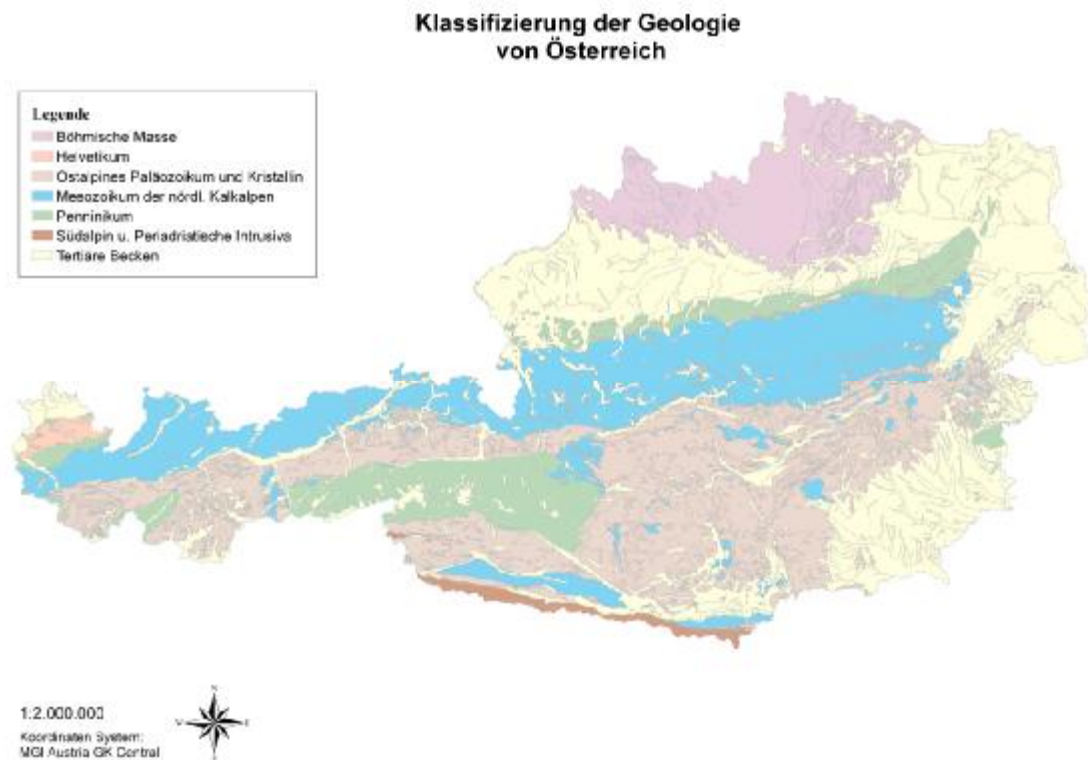 Klassifizierung der Geologie
von Österreich
Legende
Böhmische Masse
Helvetikum
Ostalpines Paläozoikum und Kristallin
Mesozoikum der nördl. Kalkalpen
Penninikum
Südalpin u. Periadriatische Intrusiva
Tertiäre Becken
N
W E
S
1:2.000.000
Koordinaten System:
MGI Austria GK Central